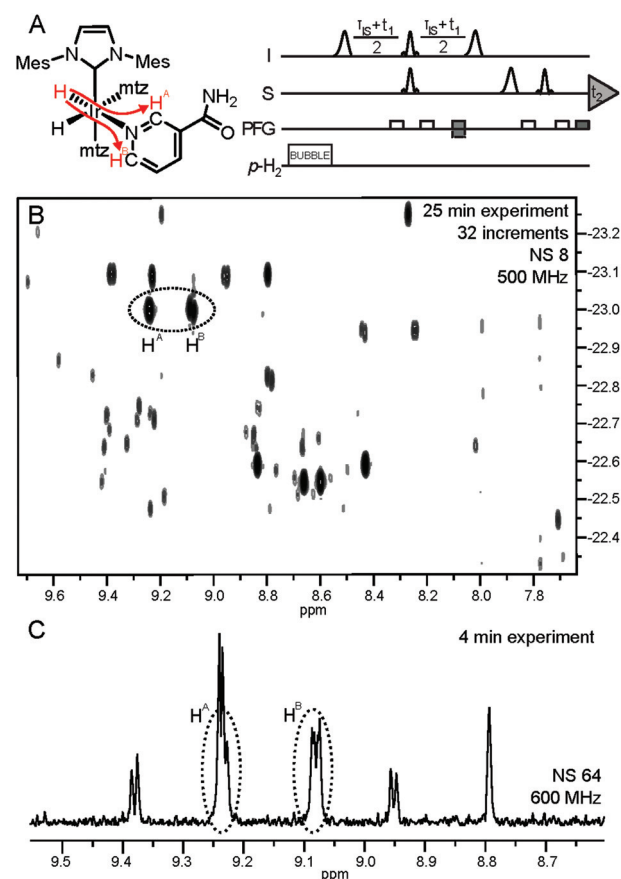 A
Mes
N
N
Mes
mtz
H
Ir
H
mtz
N
H^A
H^B
NH₂
O
I
τIS+t₁
2
τIS+t₁
2
S
t₂
PFG
p-H₂
BUBBLE
B
25 min experiment
32 increments
NS 8
500 MHz
H^A
H^B
-23.2
-23.1
-23.0
-22.9
-22.8
-22.7
-22.6
-22.5
-22.4
9.6 9.4 9.2 9.0 8.8 8.6 8.4 8.2 8.0 7.8
ppm
C
4 min experiment
H^A
H^B
NS 64
600 MHz
9.5 9.4 9.3 9.2 9.1 9.0 8.9 8.8 8.7
ppm